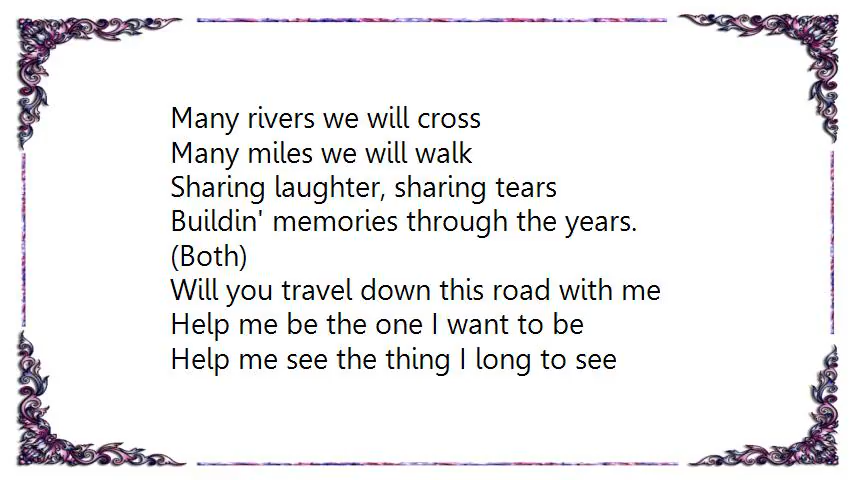 Many rivers we will cross
Many miles we will walk
Sharing laughter, sharing tears
Buildin' memories through the years.
(Both)
Will you travel down this road with me
Help me be the one I want to be
Help me see the thing I long to see